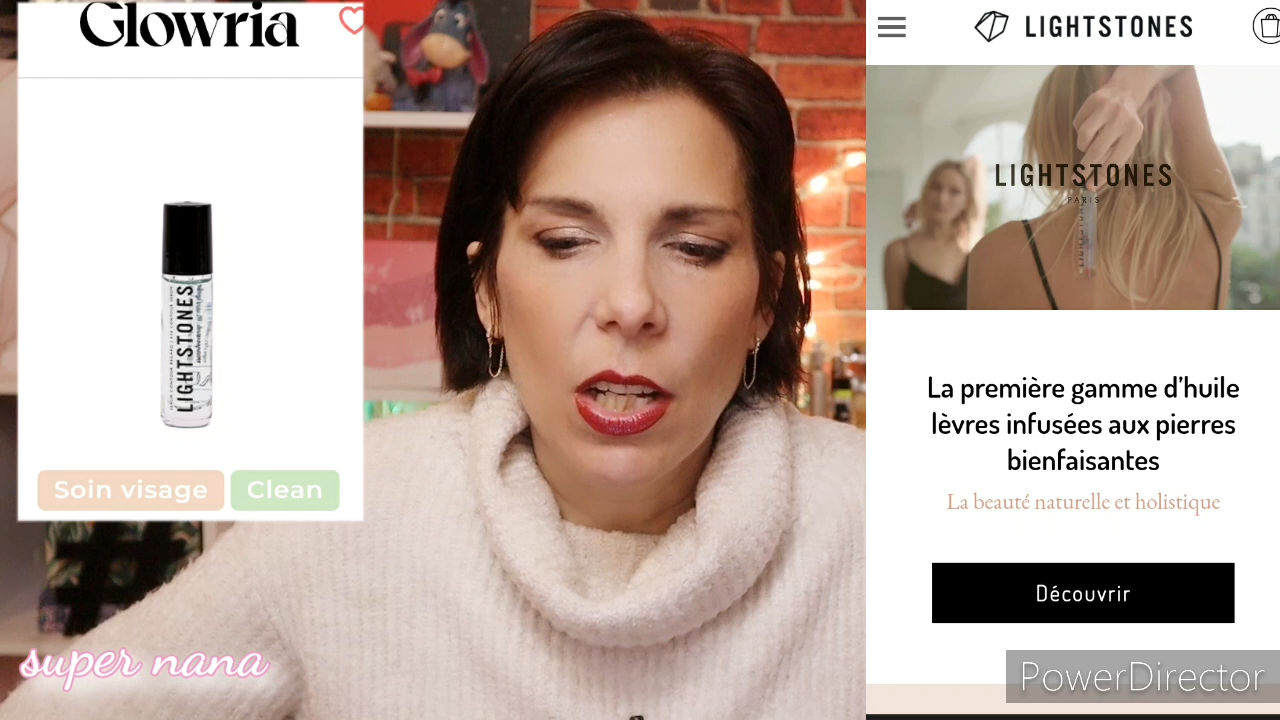 Glowria
LIGHTSTONES
Soin visage
Clean
super nana
LIGHTSTONES
LIGHTSTONES
PARIS
La première gamme d'huile
lèvres infusées aux pierres
bienfaisantes
La beauté naturelle et holistique
Découvrir
PowerDirector